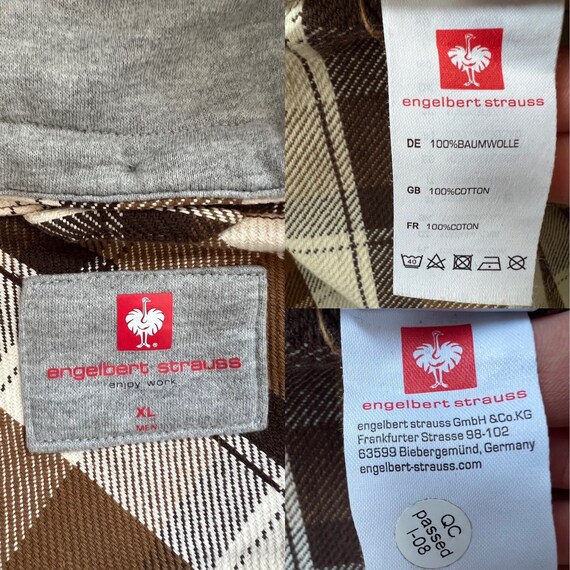 engelbert strauss
enjoy work
XL
MEN
engelbert strauss
DE 100%BAUMWOLLE
GB 100%COTTON
FR 100%COTON
40
engelbert strauss
engelbert strauss GmbH &Co.KG
Frankfurter Strasse 98-102
63599 Biebergemünd, Germany
engelbert-strauss.com
QC
passed
I-08